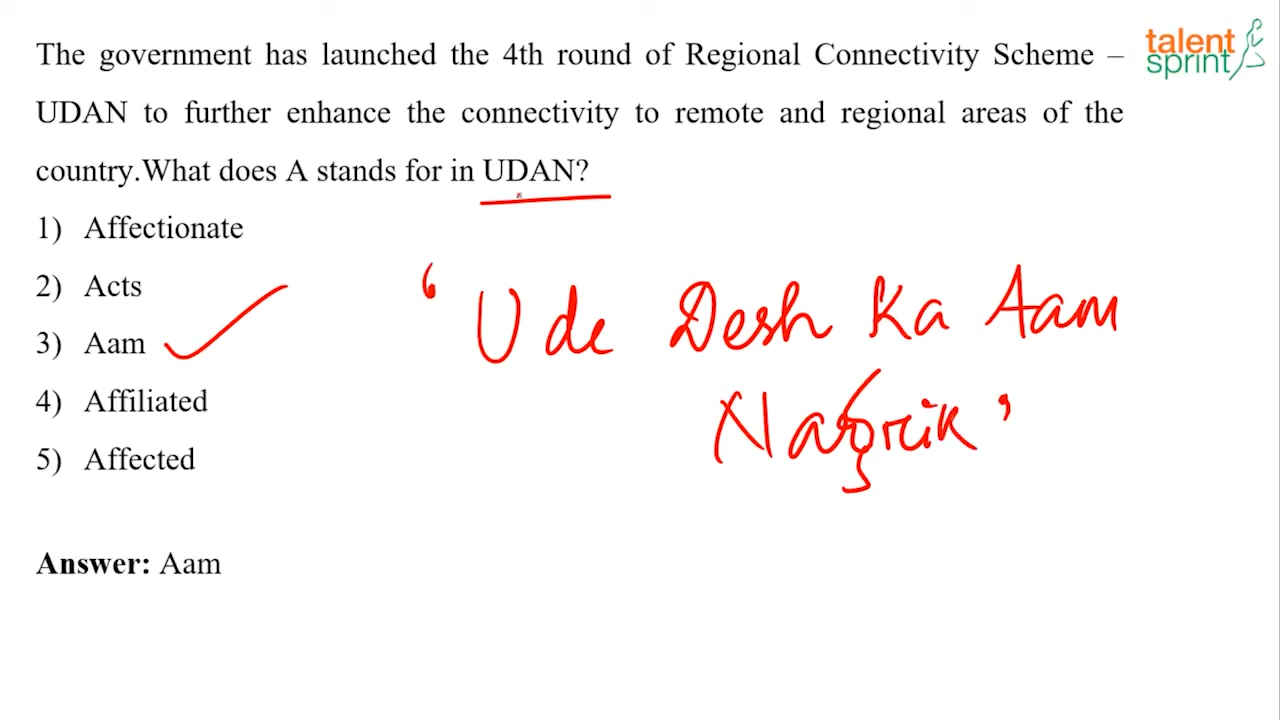 The government has launched the 4th round of Regional Connectivity Scheme –
talent
sprint
UDAN to further enhance the connectivity to remote and regional areas of the
country.What does A stands for in UDAN?
1) Affectionate
2) Acts
3) Aam
4) Affiliated
5) Affected
‘Ude Desh Ka Aam
Nagrik’
Answer: Aam